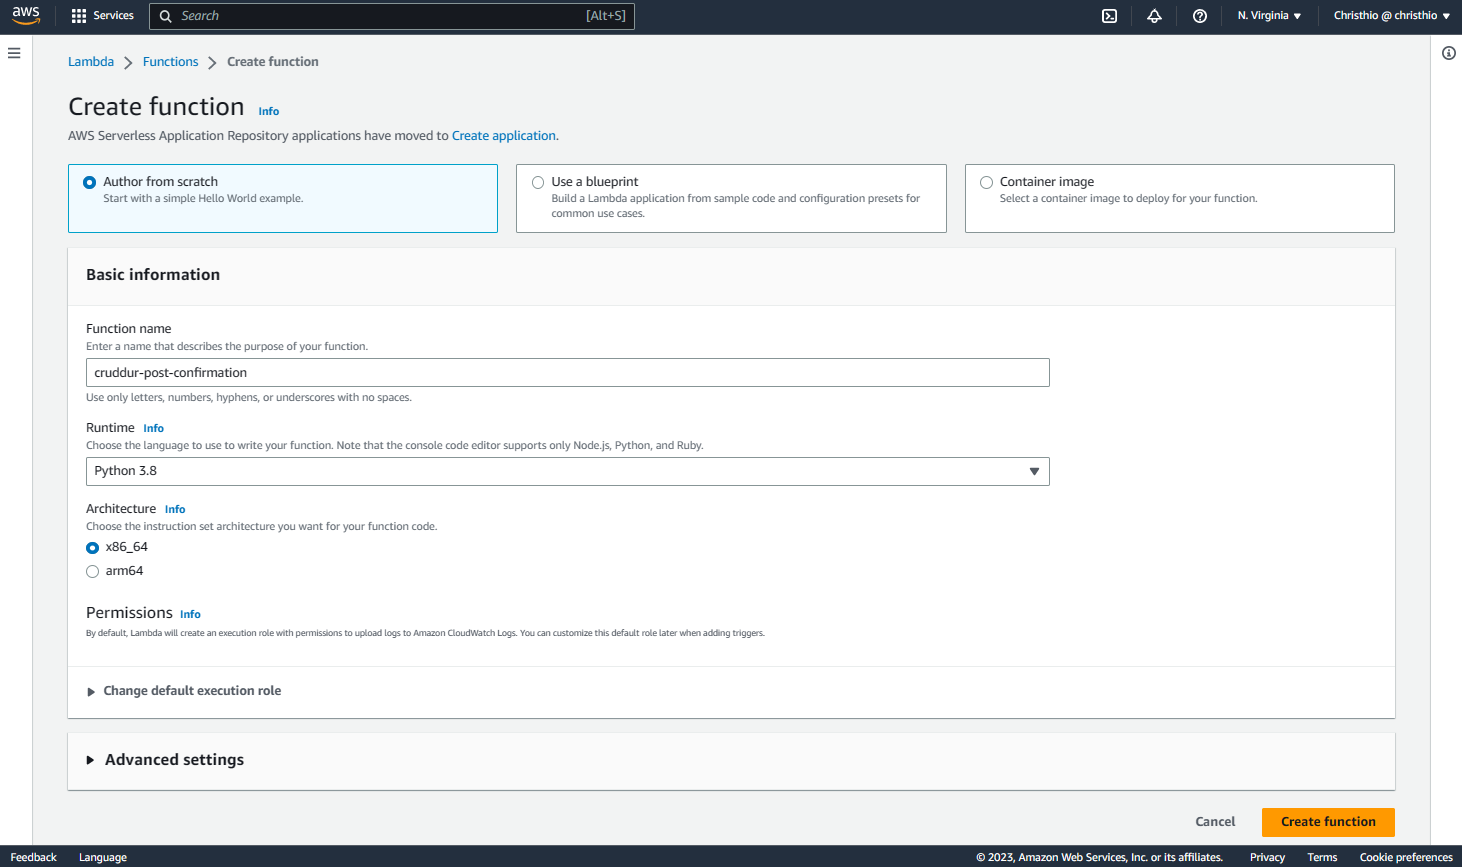 aws
Services
Search [Alt+S]
N. Virginia
Christhio @ christhio
Lambda
Functions
Create function
Create function Info
AWS Serverless Application Repository applications have moved to Create application.
Author from scratch
Start with a simple Hello World example.
Use a blueprint
Build a Lambda application from sample code and configuration presets for
common use cases.
Container image
Select a container image to deploy for your function.
Basic information
Function name
Enter a name that describes the purpose of your function.
cruddur-post-confirmation
Use only letters, numbers, hyphens, or underscores with no spaces.
Runtime Info
Choose the language to use to write your function. Note that the console code editor supports only Node.js, Python, and Ruby.
Python 3.8
Architecture Info
Choose the instruction set architecture you want for your function code.
x86_64
arm64
Permissions Info
By default, Lambda will create an execution role with permissions to upload logs to Amazon CloudWatch Logs. You can customize this default role later when adding triggers.
Change default execution role
Advanced settings
Cancel
Create function
Feedback
Language
© 2023, Amazon Web Services, Inc. or its affiliates.
Privacy
Terms
Cookie preferences